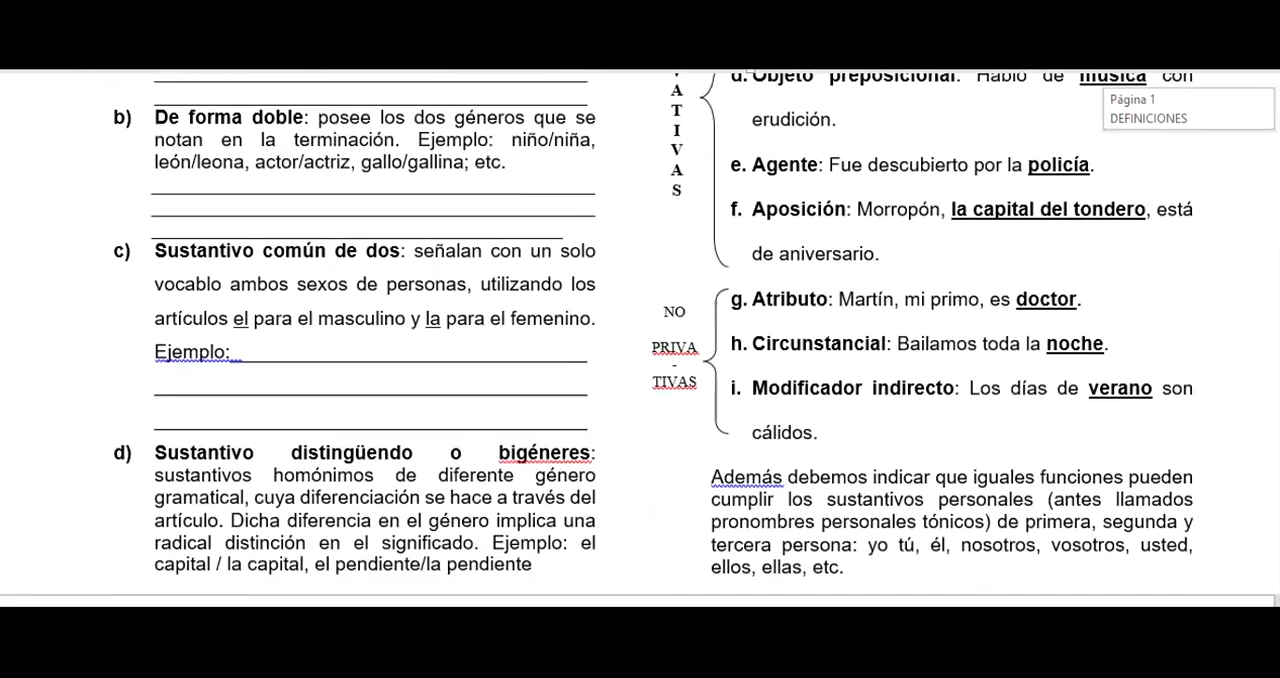 b) De forma doble: posee los dos géneros que se
notan en la terminación. Ejemplo: niño/niña,
león/leona, actor/actriz, gallo/gallina; etc.
c) Sustantivo común de dos: señalan con un solo
vocablo ambos sexos de personas, utilizando los
artículos el para el masculino y la para el femenino.
Ejemplo:
d) Sustantivo distingüendo o bigéneres:
sustantivos homónimos de diferente género
gramatical, cuya diferenciación se hace a través del
artículo. Dicha diferencia en el género implica una
radical distinción en el significado. Ejemplo: el
capital / la capital, el pendiente/la pendiente
A
T
I
V
A
S
d. Objeto preposicional: Habló de música con
erudición.
e. Agente: Fue descubierto por la policía.
f. Aposición: Morropón, la capital del tondero, está
de aniversario.
NO
PRIVA
-
TIVAS
g. Atributo: Martín, mi primo, es doctor.
h. Circunstancial: Bailamos toda la noche.
i. Modificador indirecto: Los días de verano son
cálidos.
Además debemos indicar que iguales funciones pueden
cumplir los sustantivos personales (antes llamados
pronombres personales tónicos) de primera, segunda y
tercera persona: yo tú, él, nosotros, vosotros, usted,
ellos, ellas, etc.
Página 1
DEFINICIONES